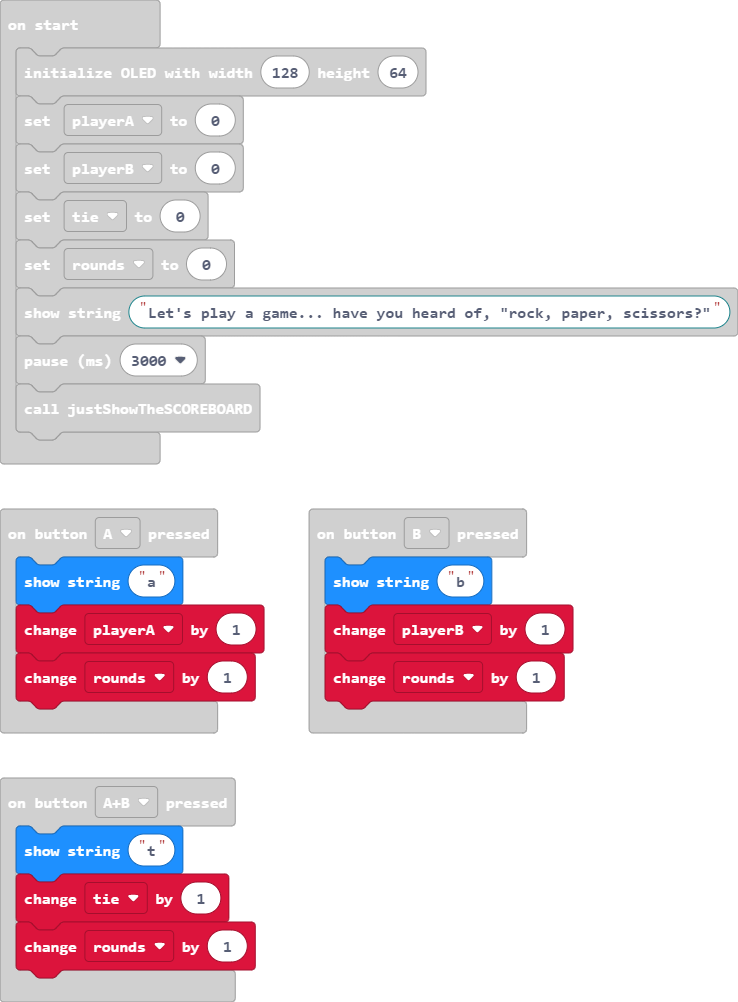 on start
initialize OLED with width 128 height 64
set playerA to 0
set playerB to 0
set tie to 0
set rounds to 0
show string "Let's play a game... have you heard of, "rock, paper, scissors?""
pause (ms) 3000
call justShowTheSCOREBOARD
on button A pressed
show string "a"
change playerA by 1
change rounds by 1
on button B pressed
show string "b"
change playerB by 1
change rounds by 1
on button A+B pressed
show string "t"
change tie by 1
change rounds by 1